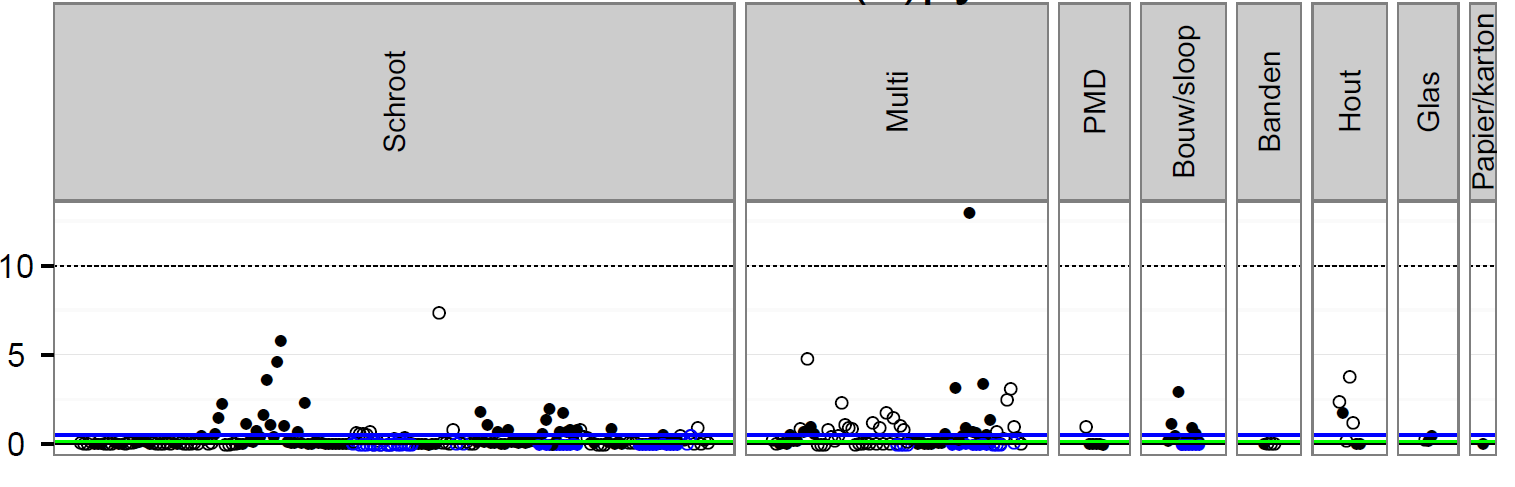 Schroot
Multi
PMD
Bouw/sloop
Banden
Hout
Glas
Papier/karton
10
5
0